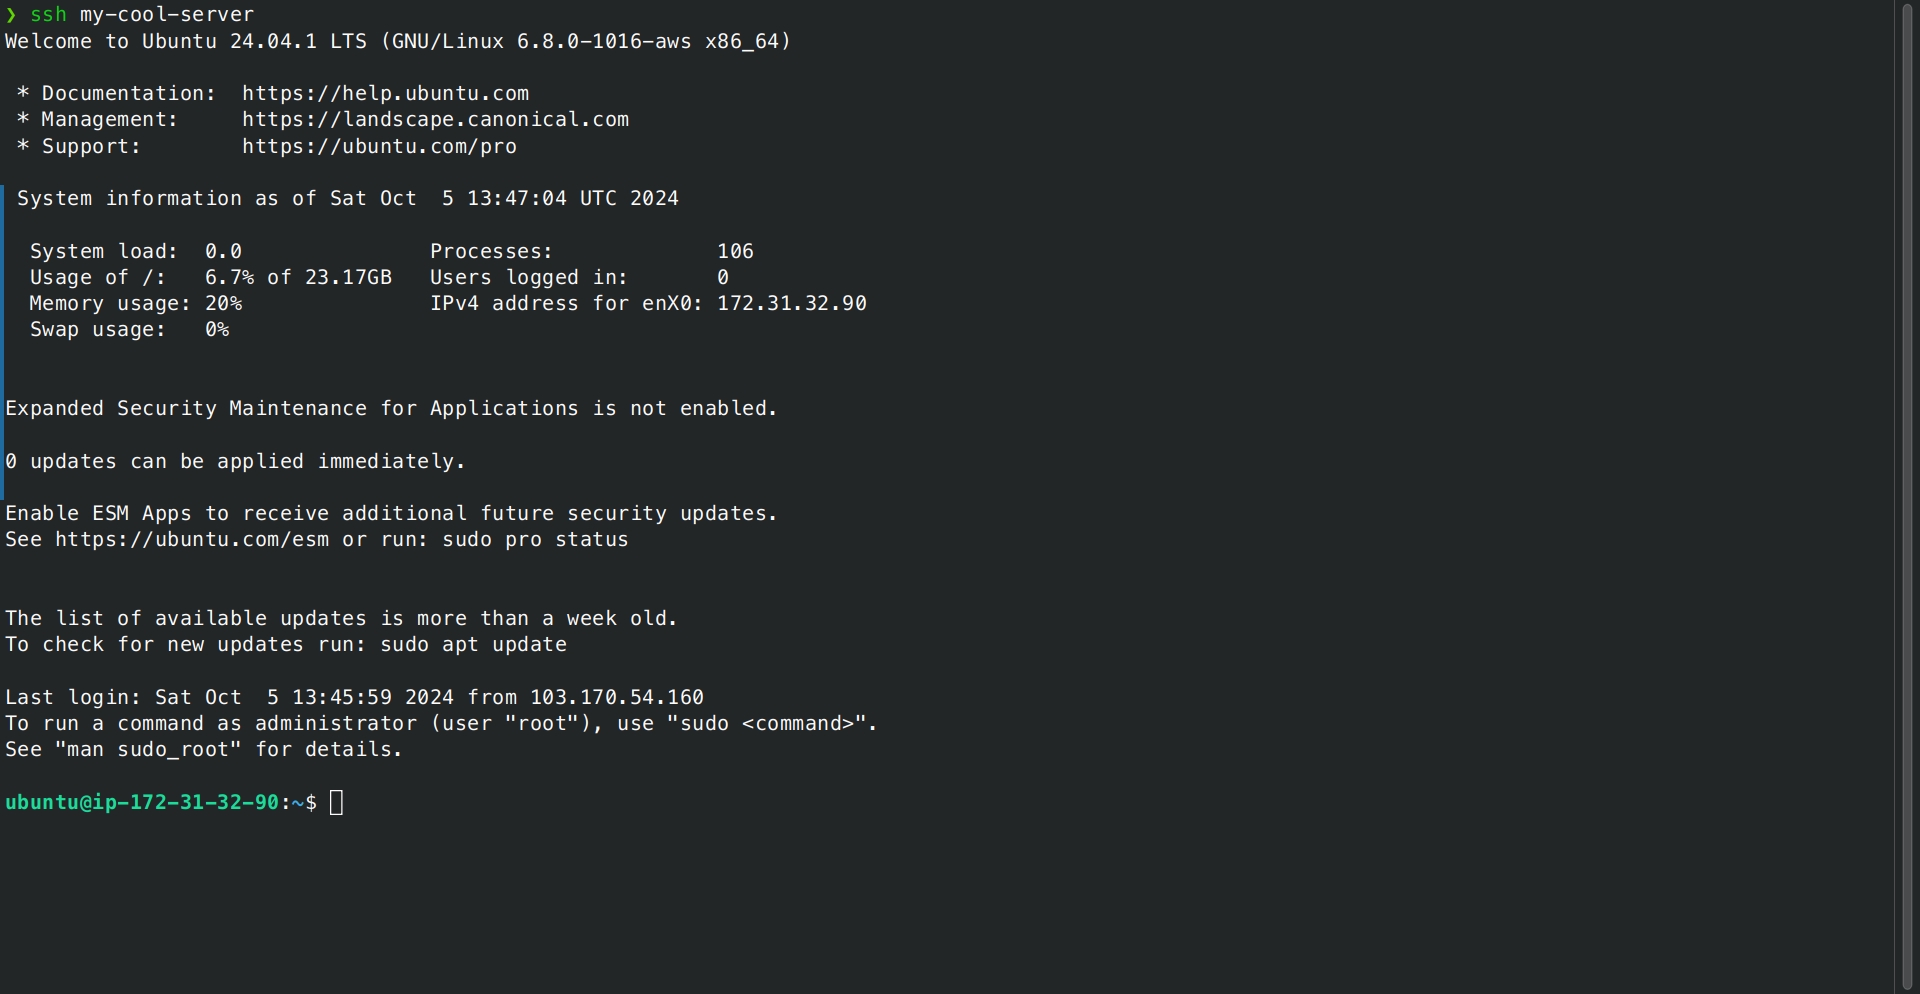 ❯ ssh my-cool-server
Welcome to Ubuntu 24.04.1 LTS (GNU/Linux 6.8.0-1016-aws x86_64)

 * Documentation:  https://help.ubuntu.com
 * Management:     https://landscape.canonical.com
 * Support:        https://ubuntu.com/pro

 System information as of Sat Oct  5 13:47:04 UTC 2024

  System load:  0.0               Processes:             106
  Usage of /:   6.7% of 23.17GB   Users logged in:       0
  Memory usage: 20%               IPv4 address for enX0: 172.31.32.90
  Swap usage:   0%


Expanded Security Maintenance for Applications is not enabled.

0 updates can be applied immediately.

Enable ESM Apps to receive additional future security updates.
See https://ubuntu.com/esm or run: sudo pro status


The list of available updates is more than a week old.
To check for new updates run: sudo apt update

Last login: Sat Oct  5 13:45:59 2024 from 103.170.54.160
To run a command as administrator (user "root"), use "sudo <command>".
See "man sudo_root" for details.

ubuntu@ip-172-31-32-90:~$